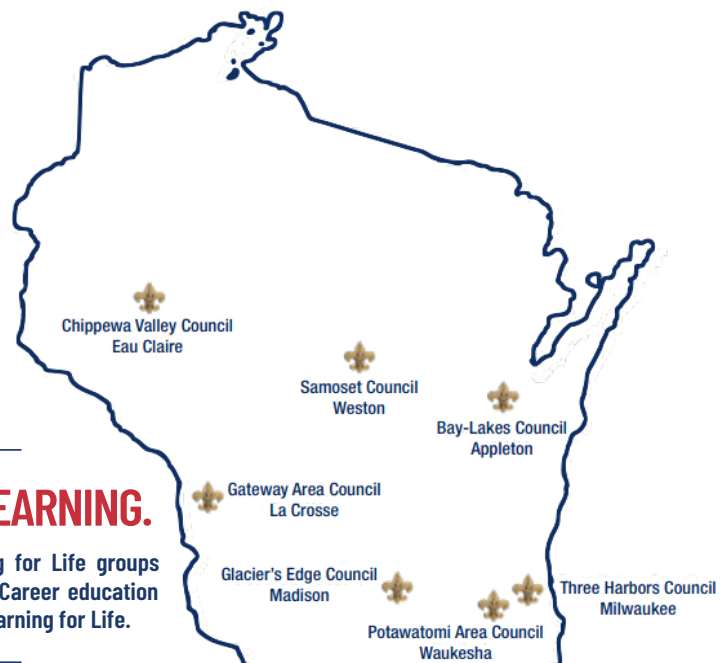 Chippewa Valley Council
Eau Claire
Samoset Council
Weston
Bay-Lakes Council
Appleton
EARNING.
Gateway Area Council
La Crosse
g for Life groups
Career education
arning for Life.
Glacier's Edge Council
Madison
Three Harbors Council
Milwaukee
Potawatomi Area Council
Waukesha